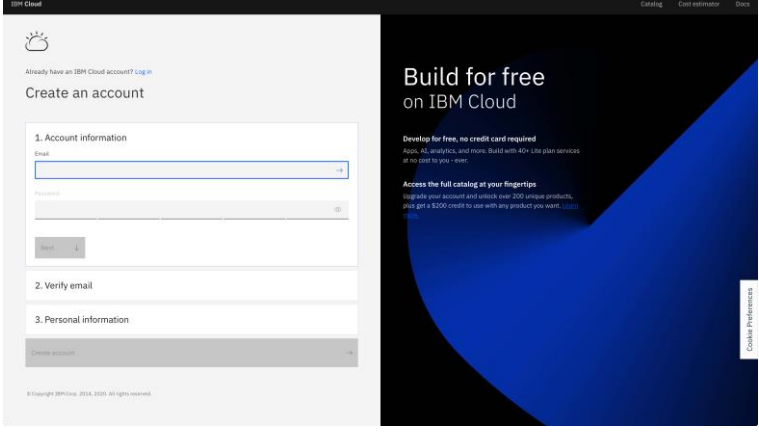 IBM Cloud
Catalog Cost estimator Docs
Already have an IBM Cloud account? Log in
Create an account
1. Account information
Email
Password
Next
2. Verify email
3. Personal information
Create account
© Copyright IBM Corp. 2014, 2020. All rights reserved.
Build for free
on IBM Cloud
Develop for free, no credit card required
Apps, AI, analytics, and more. Build with 40+ Lite plan services
at no cost to you - ever.
Access the full catalog at your fingertips
Upgrade your account and unlock over 200 unique products,
plus get a $200 credit to use with any product you want. Learn
more.
Cookie Preferences